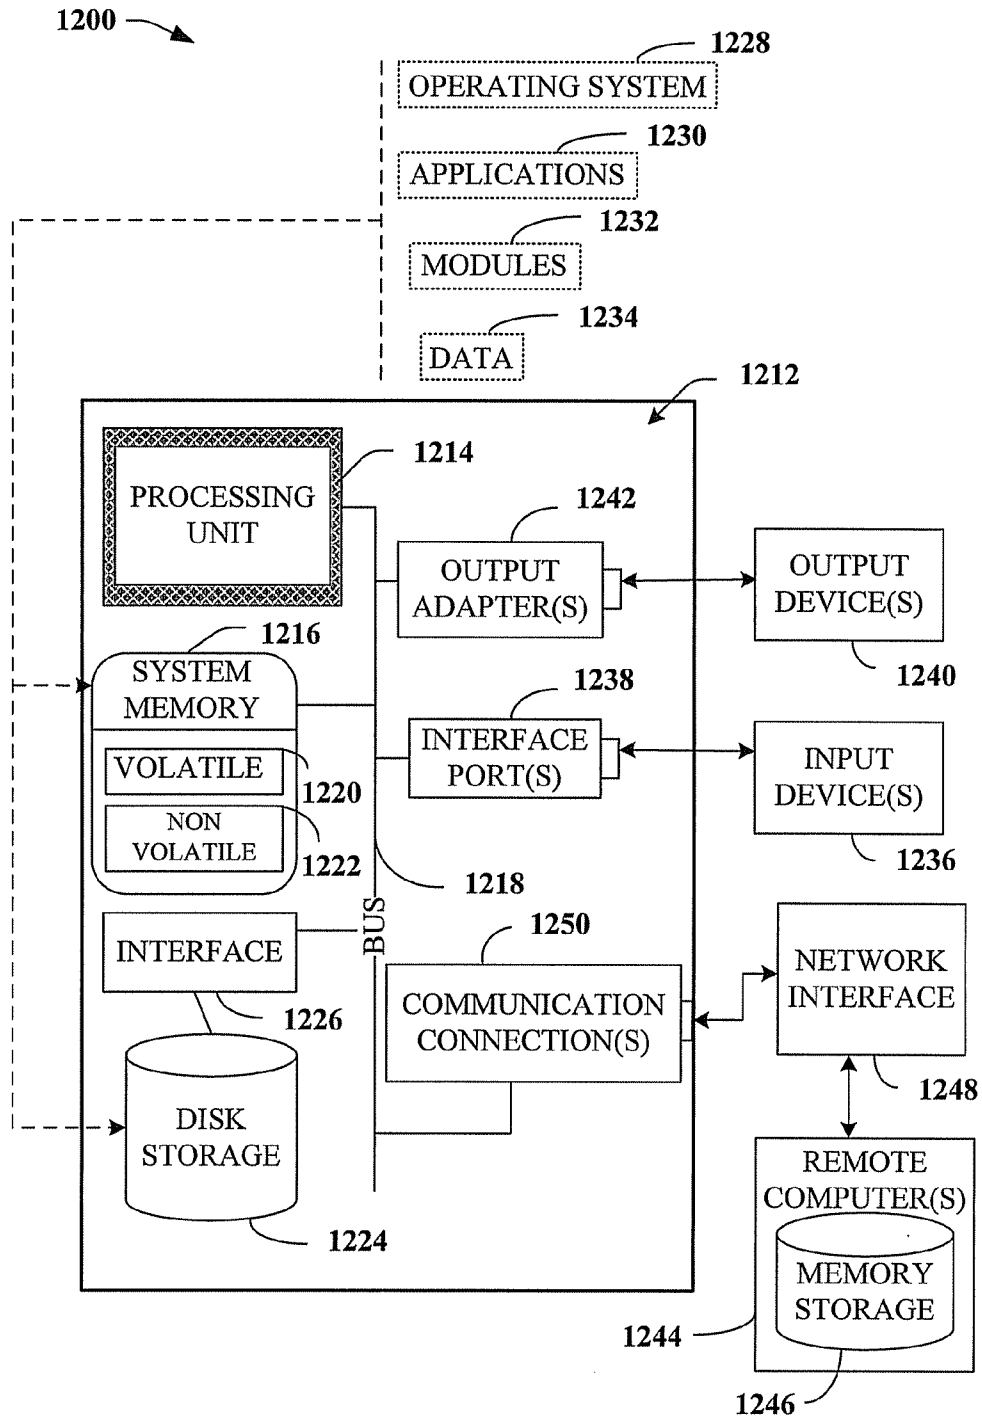 1200
1228
OPERATING SYSTEM
1230
APPLICATIONS
1232
MODULES
1234
DATA
1212
1214
PROCESSING
UNIT
1242
OUTPUT
ADAPTER(S)
OUTPUT
DEVICE(S)
1240
1216
SYSTEM
MEMORY
1238
INTERFACE
PORT(S)
INPUT
DEVICE(S)
1236
VOLATILE
1220
NON
VOLATILE
1222
1218
BUS
INTERFACE
1226
1250
COMMUNICATION
CONNECTION(S)
NETWORK
INTERFACE
1248
DISK
STORAGE
1224
REMOTE
COMPUTER(S)
MEMORY
STORAGE
1244
1246